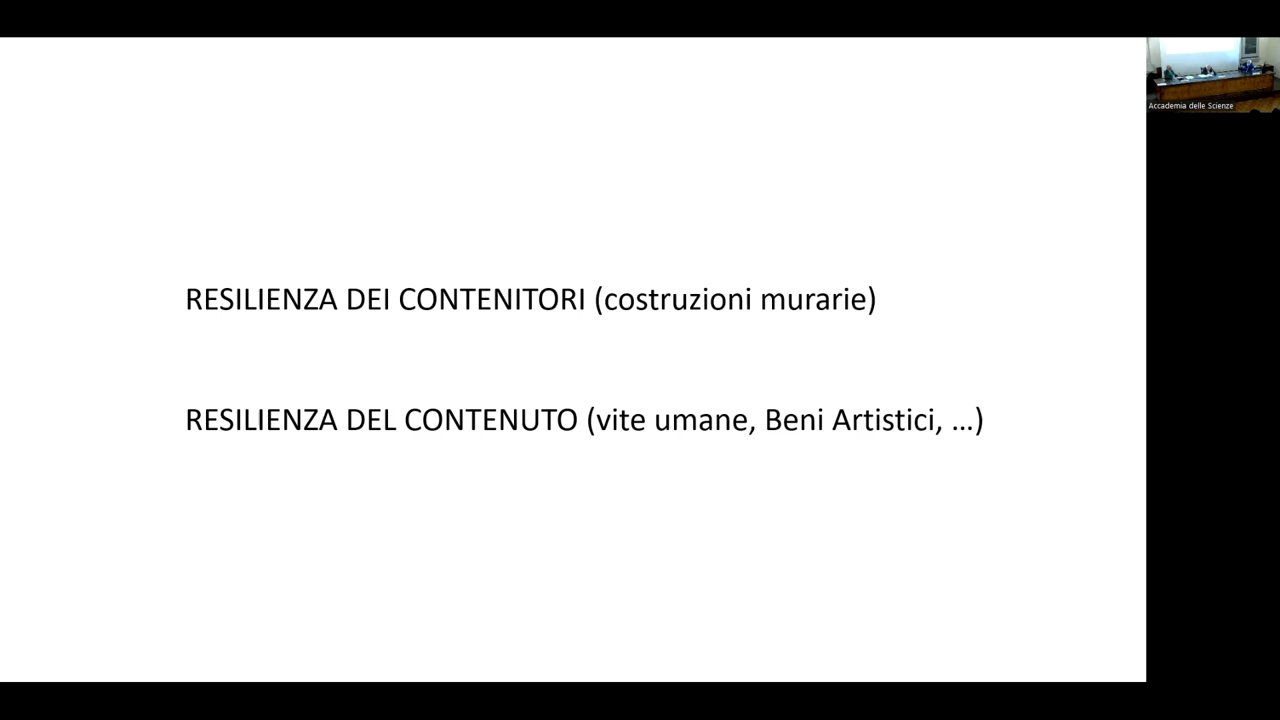 RESILIENZA DEI CONTENITORI (costruzioni murarie)
RESILIENZA DEL CONTENUTO (vite umane, Beni Artistici, ...)
Accademia delle Scienze